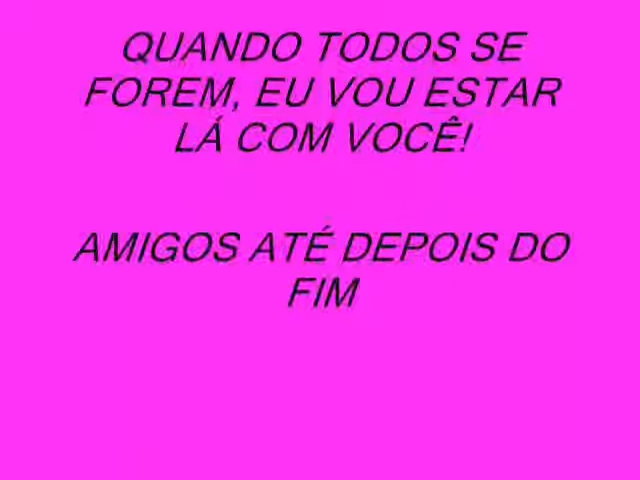 QUANDO TODOS SE
FOREM, EU VOU ESTAR
LÁ COM VOCÊ!
AMIGOS ATÉ DEPOIS DO
FIM